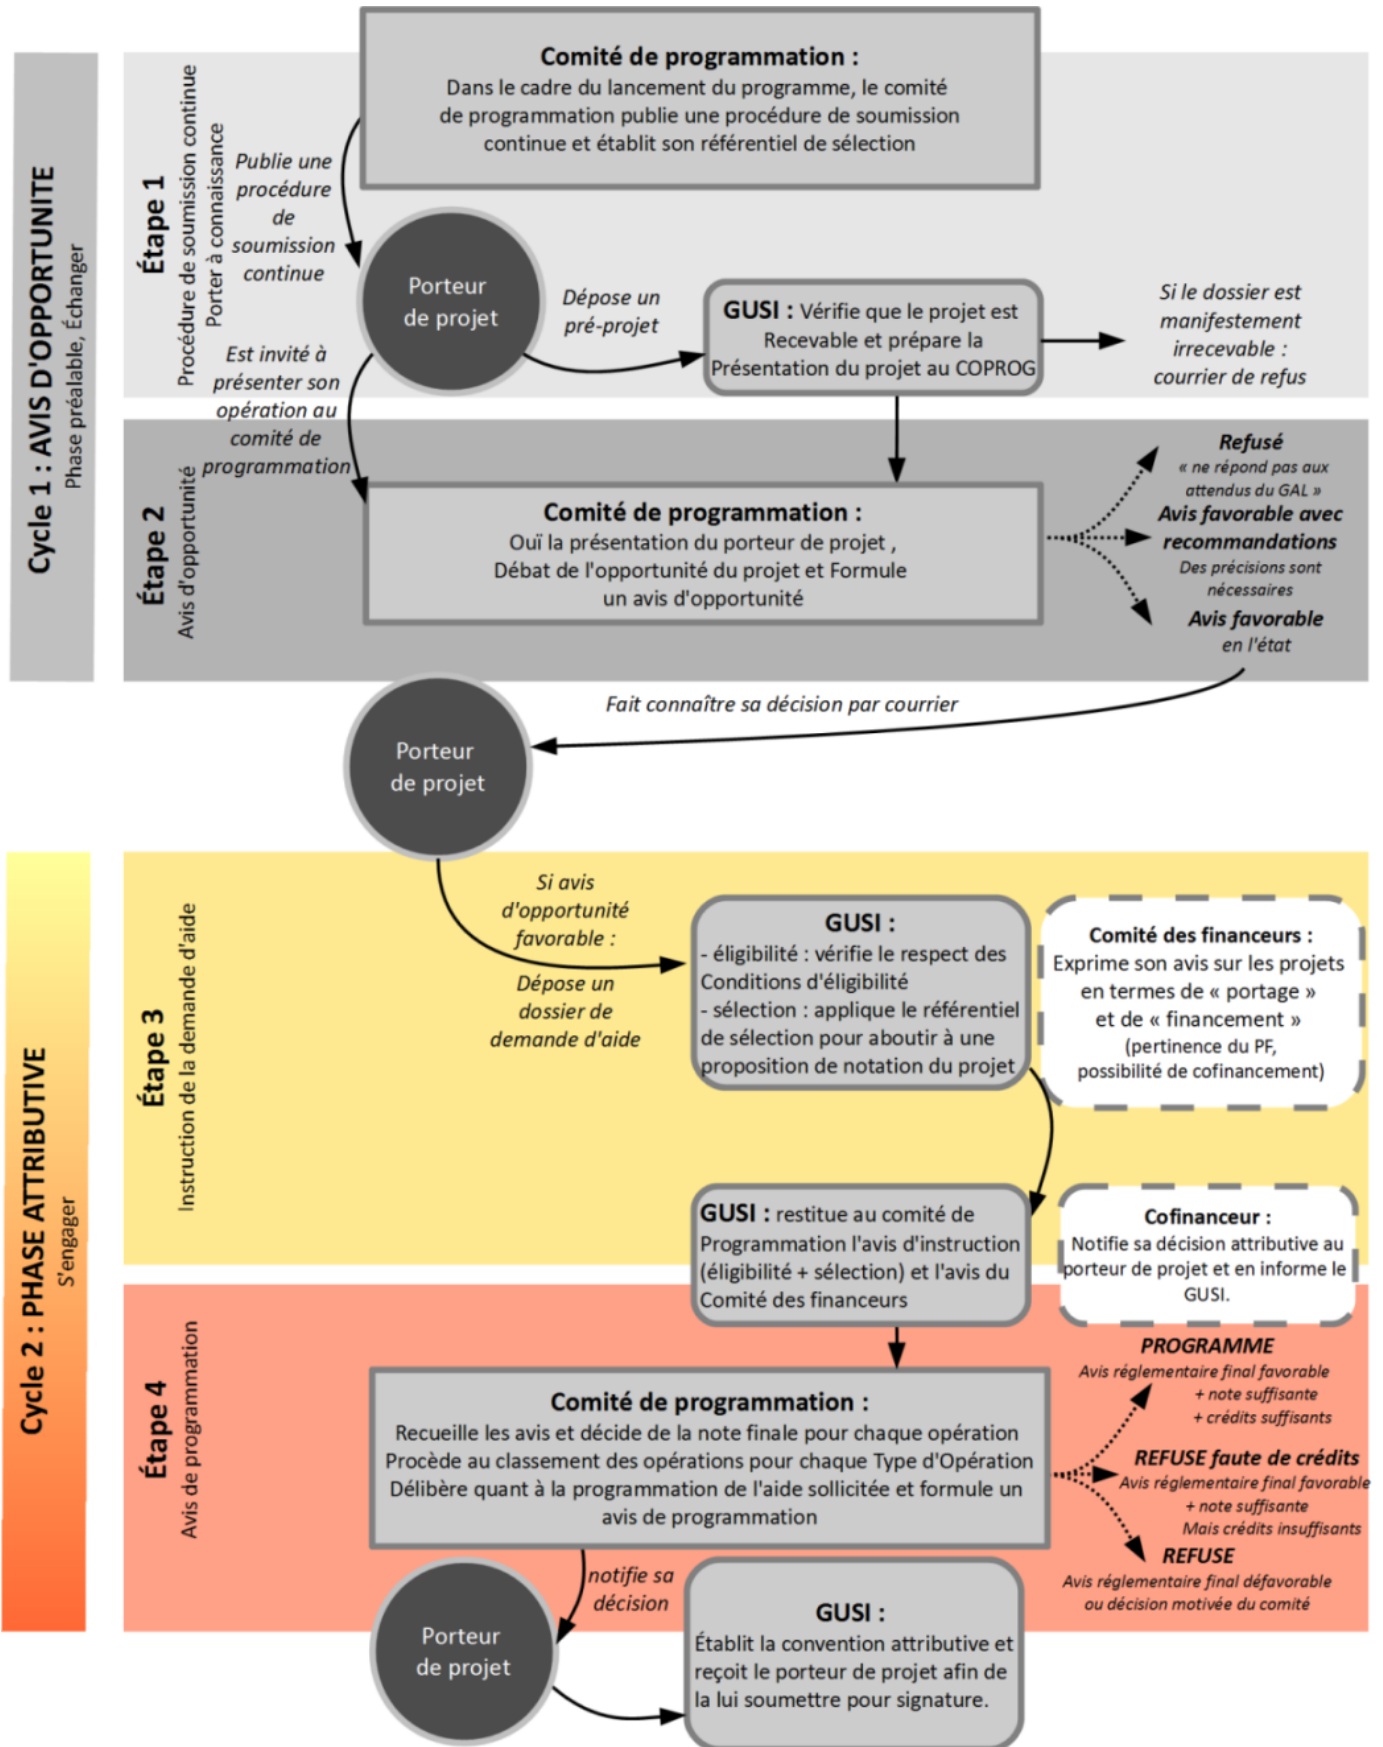 Cycle 1 : AVIS D'OPPORTUNITE
Phase préalable, Échanger
Étape 1
Procédure de soumission continue
Porter à connaissance
Comité de programmation :
Dans le cadre du lancement du programme, le comité
de programmation publie une procédure de soumission
continue et établit son référentiel de sélection
Publie une
procédure
de
soumission
continue
Porteur
de projet
Dépose un
pré-projet
GUSI : Vérifie que le projet est
Recevable et prépare la
Présentation du projet au COPROG
Si le dossier est
manifestement
irrecevable :
courrier de refus
Est invité à
présenter son
opération au
comité de
programmation
Étape 2
Avis d'opportunité
Comité de programmation :
Ouï la présentation du porteur de projet ,
Débat de l'opportunité du projet et Formule
un avis d'opportunité
Refusé
« ne répond pas aux
attendus du GAL »
Avis favorable avec
recommandations
Des précisions sont
nécessaires
Avis favorable
en l'état
Fait connaître sa décision par courrier
Porteur
de projet
Cycle 2 : PHASE ATTRIBUTIVE
S'engager
Étape 3
Instruction de la demande d'aide
Si avis
d'opportunité
favorable :
Dépose un
dossier de
demande d'aide
GUSI :
- éligibilité : vérifie le respect des
Conditions d'éligibilité
- sélection : applique le référentiel
de sélection pour aboutir à une
proposition de notation du projet
Comité des financeurs :
Exprime son avis sur les projets
en termes de « portage »
et de « financement »
(pertinence du PF,
possibilité de cofinancement)
GUSI : restitue au comité de
Programmation l'avis d'instruction
(éligibilité + sélection) et l'avis du
Comité des financeurs
Cofinanceur :
Notifie sa décision attributive au
porteur de projet et en informe le
GUSI.
Étape 4
Avis de programmation
Comité de programmation :
Recueille les avis et décide de la note finale pour chaque opération
Procède au classement des opérations pour chaque Type d'Opération
Délibère quant à la programmation de l'aide sollicitée et formule un
avis de programmation
PROGRAMME
Avis réglementaire final favorable
+ note suffisante
+ crédits suffisants
REFUSE faute de crédits
Avis réglementaire final favorable
+ note suffisante
Mais crédits insuffisants
REFUSE
Avis réglementaire final défavorable
ou décision motivée du comité
notifie sa
décision
Porteur
de projet
GUSI :
Établit la convention attributive et
reçoit le porteur de projet afin de
la lui soumettre pour signature.